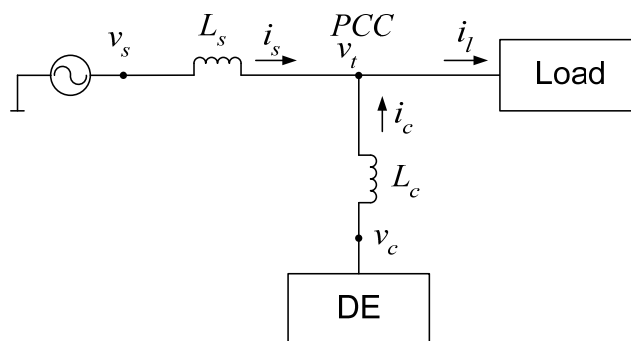 v_s
L_s
i_s
PCC
v_t
i_l
Load
i_c
L_c
v_c
DE